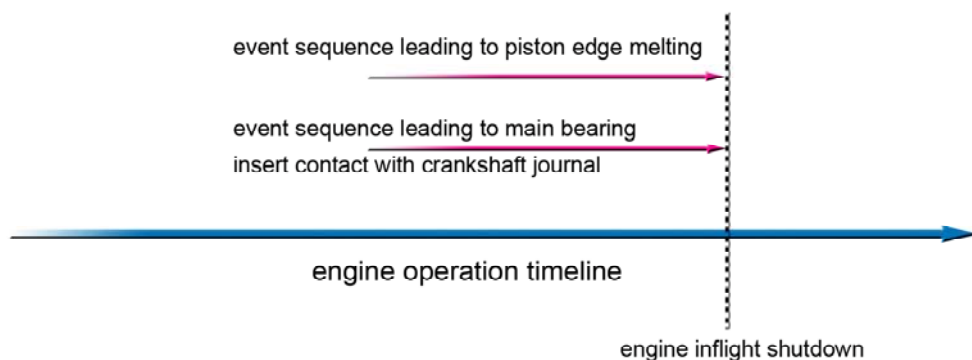 event sequence leading to piston edge melting
event sequence leading to main bearing
insert contact with crankshaft journal
engine operation timeline
engine inflight shutdown